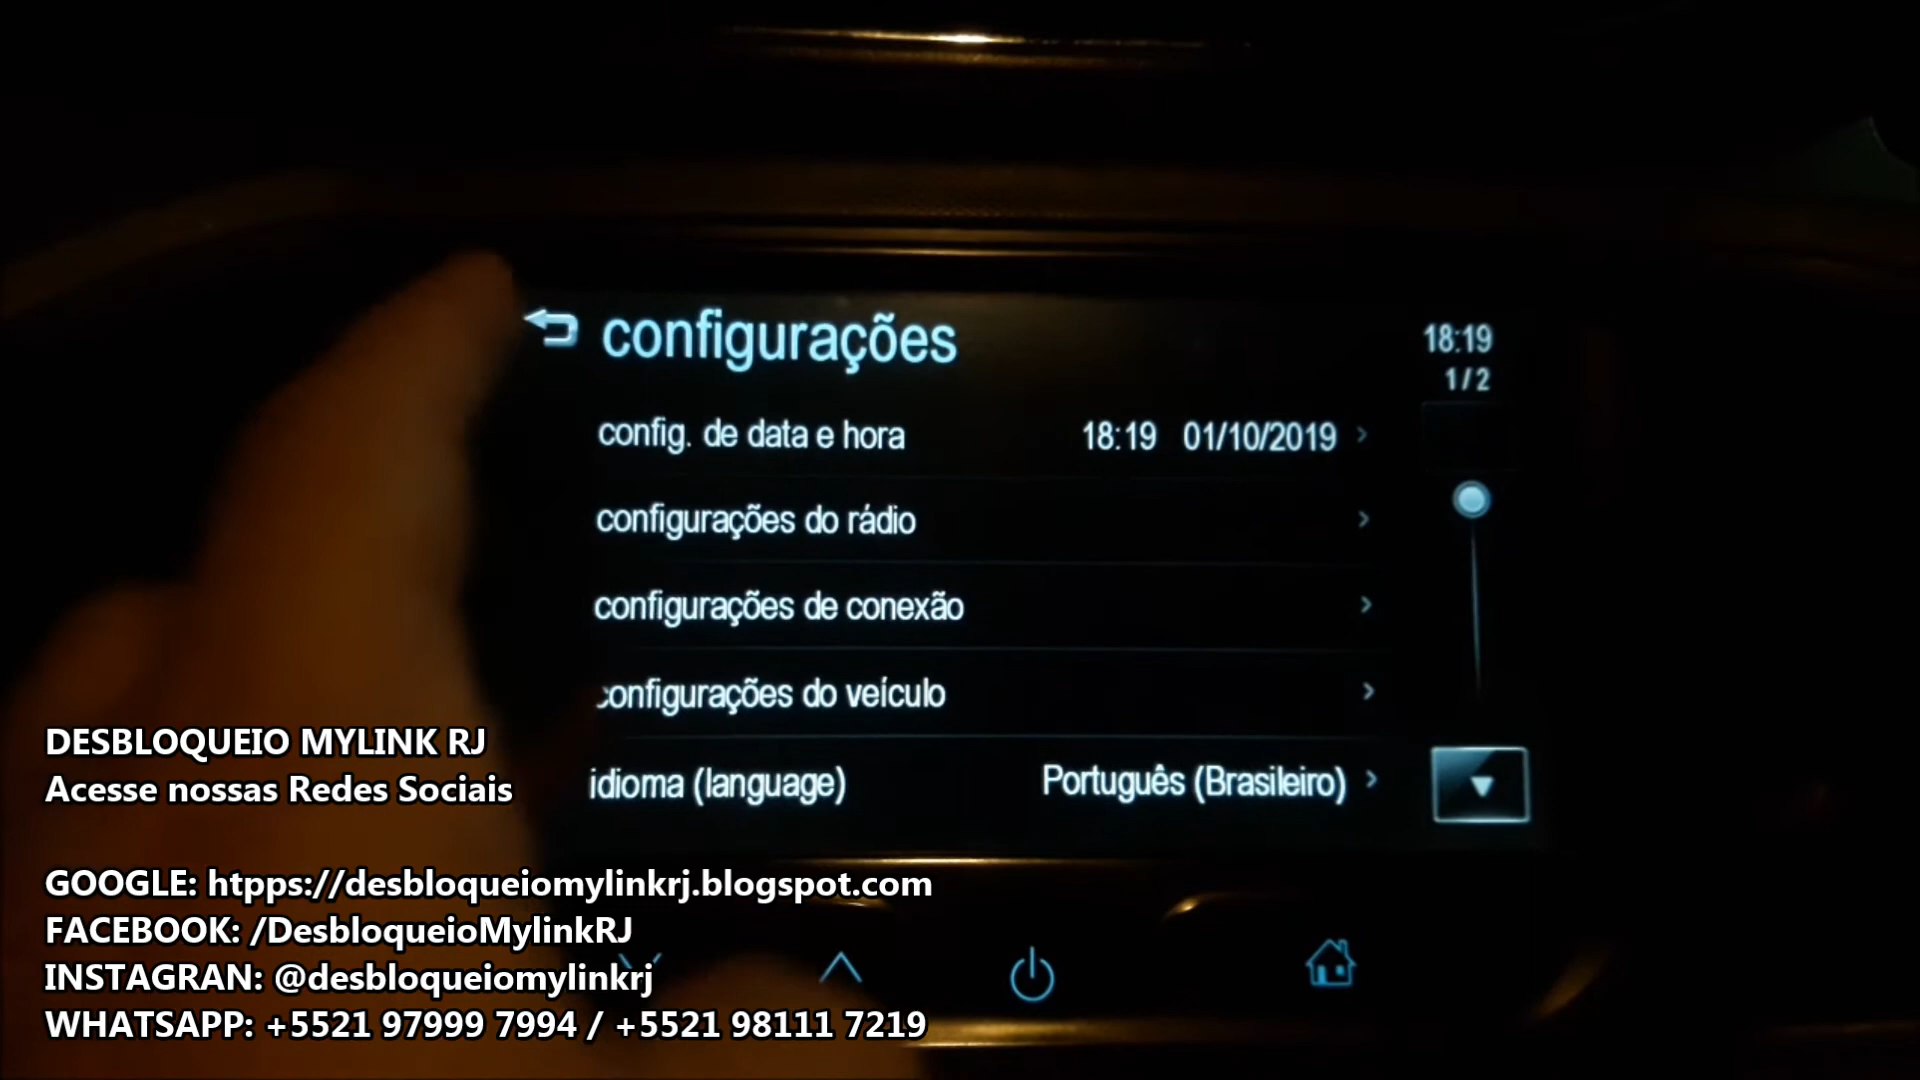 configurações
18:19
1/2
config. de data e hora 18:19 01/10/2019
configurações do rádio
configurações de conexão
configurações do veículo
idioma (language) Português (Brasileiro)
DESBLOQUEIO MYLINK RJ
Acesse nossas Redes Sociais
GOOGLE: htpps://desbloqueiomylinkrj.blogspot.com
FACEBOOK: /DesbloqueioMylinkRJ
INSTAGRAN: @desbloqueiomylinkrj
WHATSAPP: +5521 97999 7994 / +5521 98111 7219